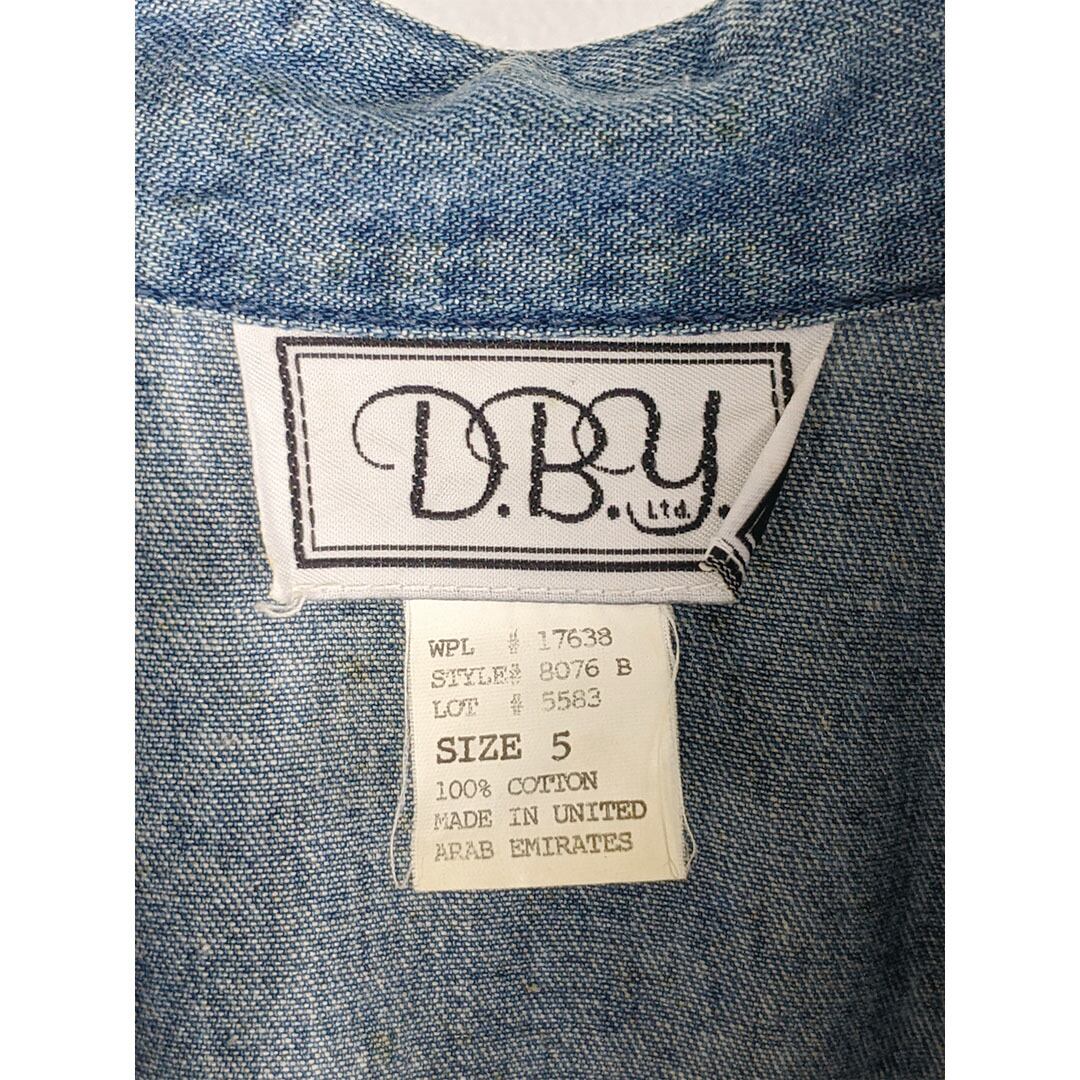 D.B.Y.
Ltd.
WPL # 17638
STYLE# 8076 B
LOT # 5583
SIZE 5
100% COTTON
MADE IN UNITED
ARAB EMIRATES